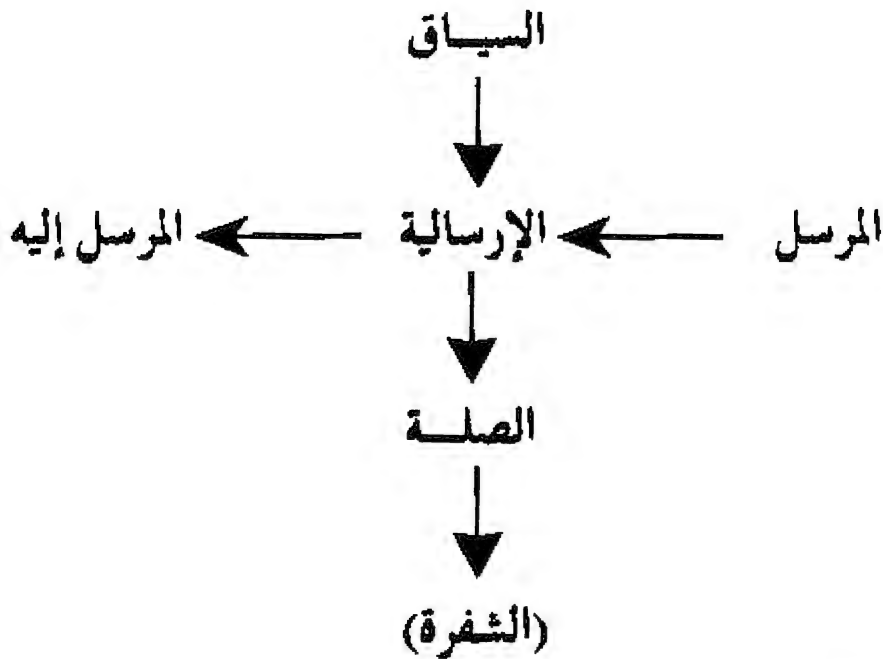 السياق
المرسل الإرسالية المرسل إليه
الصلة
(الشفرة)